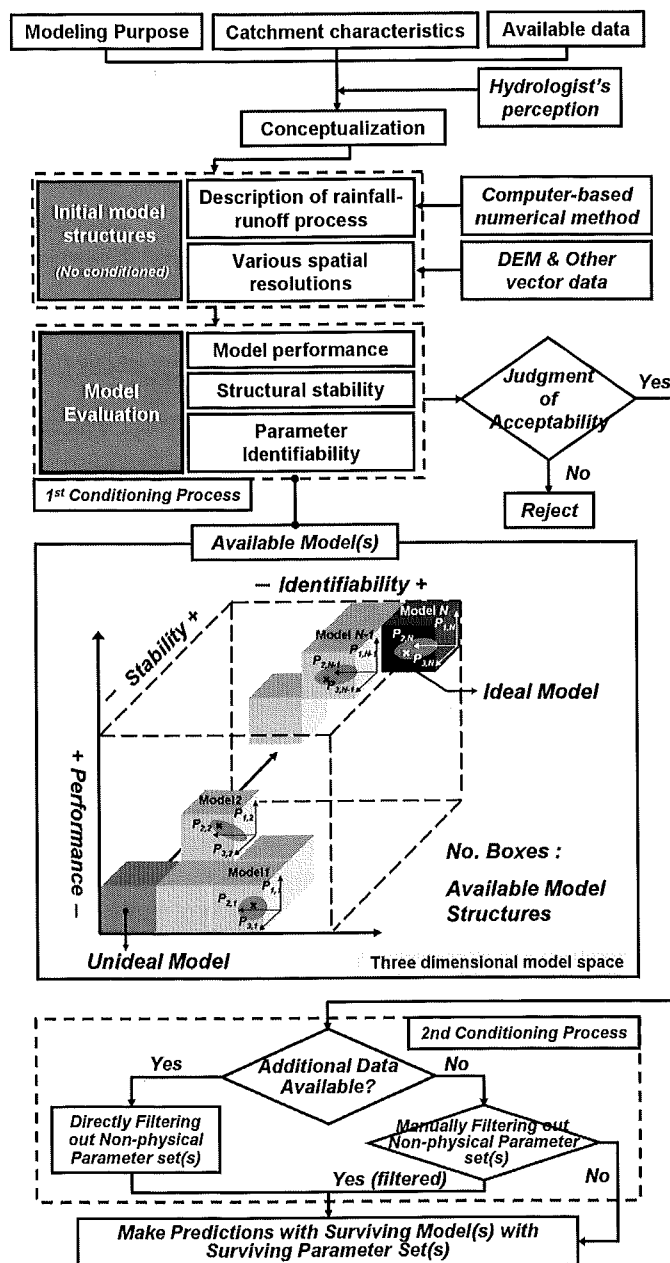 Modeling Purpose
Catchment characteristics
Available data
Hydrologist's
perception
Conceptualization
Initial model
structures
(No conditioned)
Description of rainfall-
runoff process
Various spatial
resolutions
Computer-based
numerical method
DEM & Other
vector data
Model
Evaluation
Model performance
Structural stability
Parameter
Identifiability
1st Conditioning Process
Judgment
of
Acceptability
Yes
No
Reject
Available Model(s)
— Identifiability +
— Stability +
+ Performance —
Model N
P1,N
P2,N
P3,N
Model N-1
P1,N-1
P2,N-1
P3,N-1
Ideal Model
Model2
P1,2
P2,2
P3,2
Model1
P1,1
P2,1
P3,1
No. Boxes :
Available Model
Structures
Unideal Model
Three dimensional model space
2nd Conditioning Process
Additional Data
Available?
Yes
No
Directly Filtering
out Non-physical
Parameter set(s)
Manually Filtering out
Non-physical Parameter
set(s)
Yes (filtered)
No
Make Predictions with Surviving Model(s) with
Surviving Parameter Set(s)